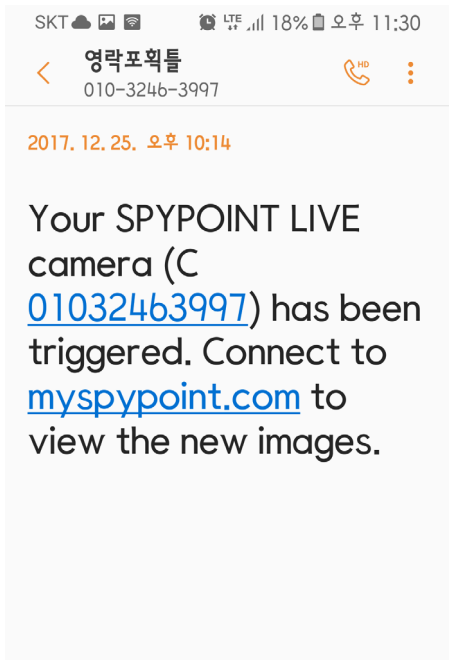 SKT LTE 18% 오후 11:30
영락포획틀
010-3246-3997
HD
2017. 12. 25. 오후 10:14
Your SPYPOINT LIVE
camera (C
01032463997) has been
triggered. Connect to
myspypoint.com to
view the new images.